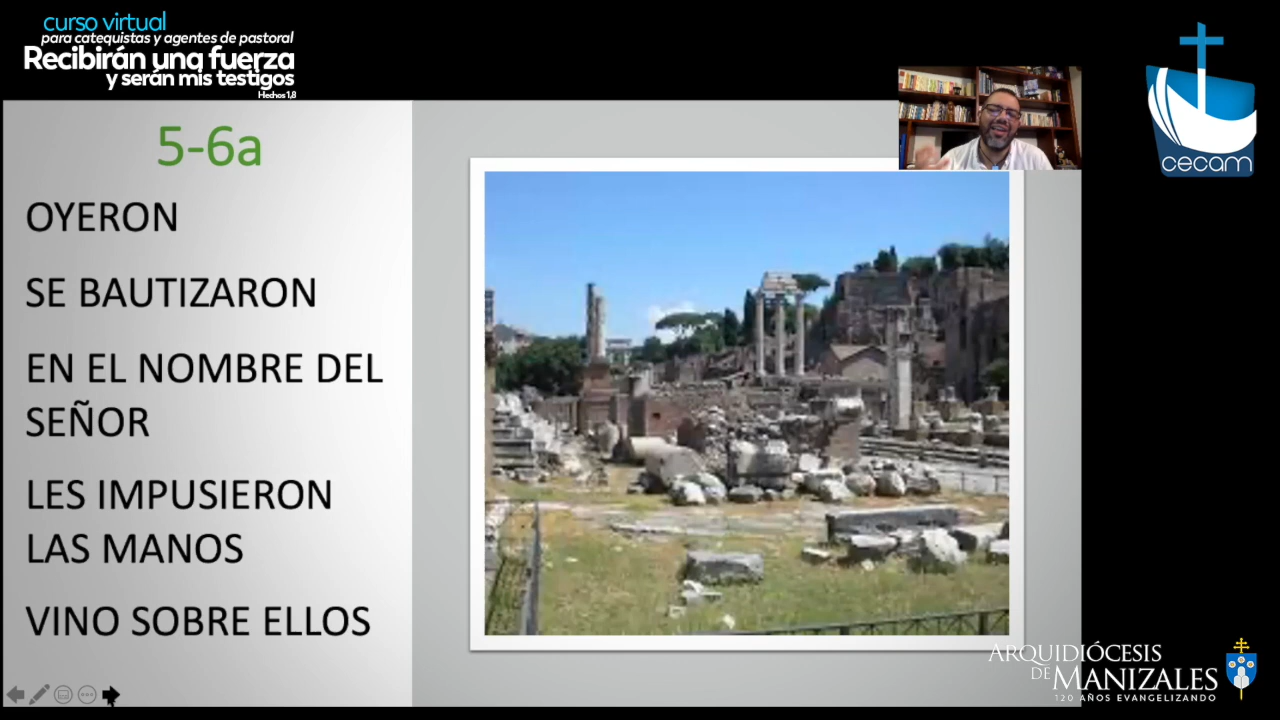 curso virtual
para catequistas y agentes de pastoral
Recibirán una fuerza
y serán mis testigos
Hechos 1,8
cecam
5-6a
OYERON
SE BAUTIZARON
EN EL NOMBRE DEL
SEÑOR
LES IMPUSIERON
LAS MANOS
VINO SOBRE ELLOS
ARQUIDIÓCESIS
DE MANIZALES
120 AÑOS EVANGELIZANDO